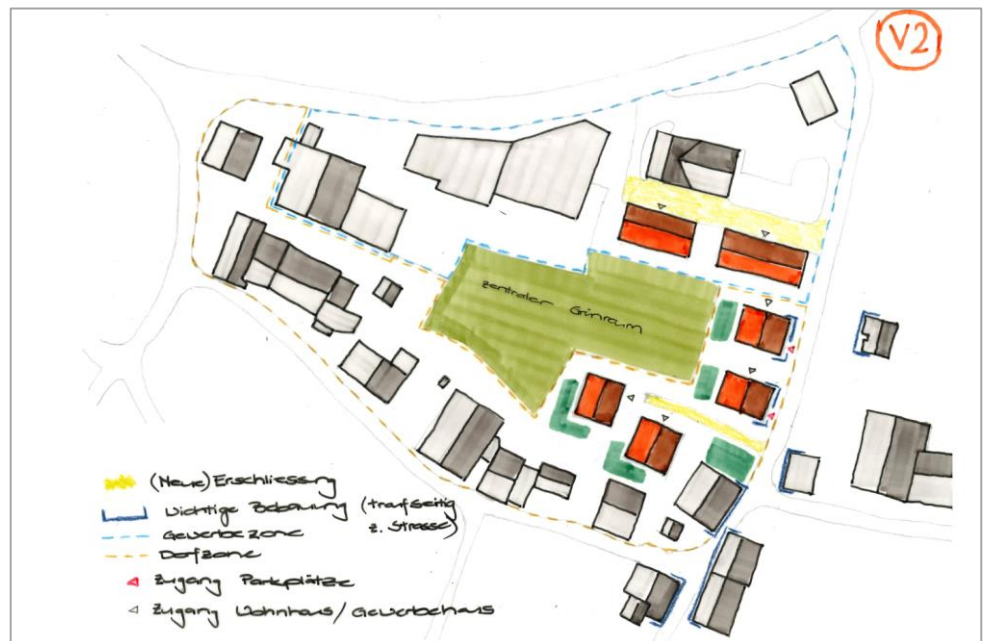 V2
zentraler Grünraum
(Neue) Erschliessung
Wichtige Bebauung (traufseitig
z. Strasse)
Gewerbezone
Dorfzone
Zugang Parkplätze
Zugang Wohnhaus/Gewerbehaus